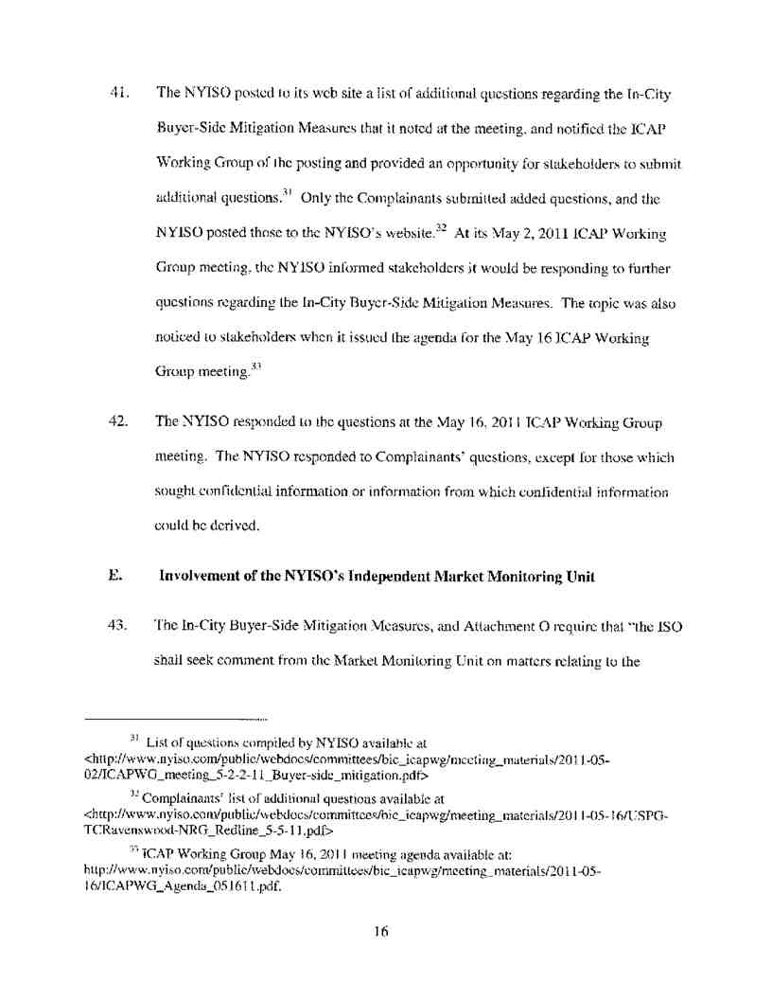 41. The NYISO posted to its web site a list of additional questions regarding the In-City
Buyer-Side Mitigation Measures that it noted at the meeting, and notified the ICAP
Working Group of the posting and provided an opportunity for stakeholders to submit
additional questions.31 Only the Complainants submitted added questions, and the
NYISO posted those to the NYISO's website.32 At its May 2, 2011 ICAP Working
Group meeting, the NYISO informed stakeholders it would be responding to further
questions regarding the In-City Buyer-Side Mitigation Measures. The topic was also
noticed to stakeholders when it issued the agenda for the May 16 ICAP Working
Group meeting.33
42. The NYISO responded to the questions at the May 16, 2011 ICAP Working Group
meeting. The NYISO responded to Complainants' questions, except for those which
sought confidential information or information from which confidential information
could be derived.
E. Involvement of the NYISO's Independent Market Monitoring Unit
43. The In-City Buyer-Side Mitigation Measures, and Attachment O require that "the ISO
shall seek comment from the Market Monitoring Unit on matters relating to the
31 List of questions compiled by NYISO available at
<http://www.nyiso.com/public/webdocs/committees/bic_icapwg/meeting_materials/2011-05-
02/ICAPWG_meeting_5-2-2-11_Buyer-side_mitigation.pdf>
32 Complainants' list of additional questions available at
<http://www.nyiso.com/public/webdocs/committees/bic_icapwg/meeting_materials/2011-05-16/USPG-
TCRavenswood-NRG_Redline_5-5-11.pdf>
33 ICAP Working Group May 16, 2011 meeting agenda available at:
http://www.nyiso.com/public/webdocs/committees/bic_icapwg/meeting_materials/2011-05-
16/ICAPWG_Agenda_051611.pdf.
16